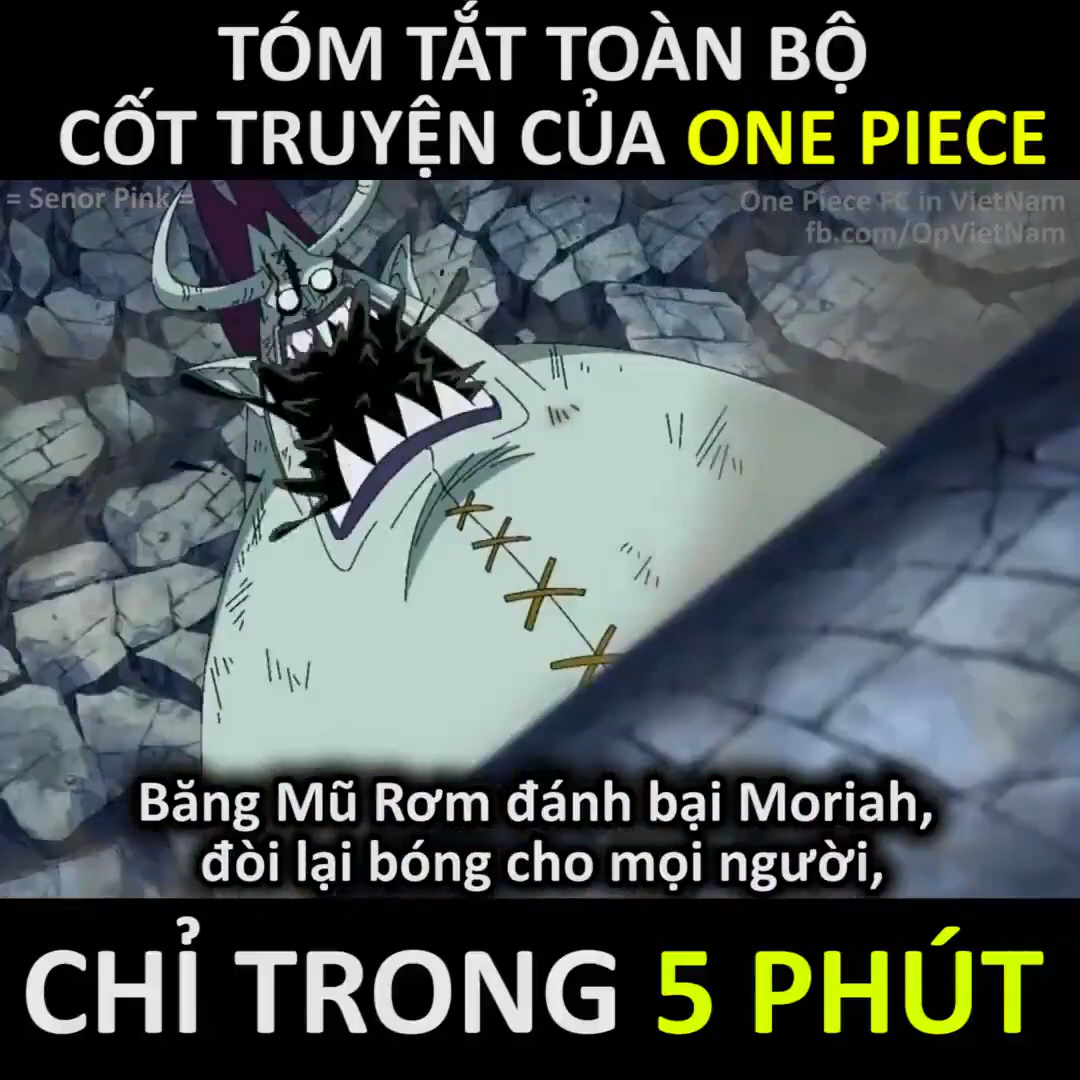 TÓM TẮT TOÀN BỘ
CỐT TRUYỆN CỦA ONE PIECE
= Senor Pink =
One Piece FC in VietNam
fb.com/OpVietNam
Băng Mũ Rơm đánh bại Moriah,
đòi lại bóng cho mọi người,
CHỈ TRONG 5 PHÚT